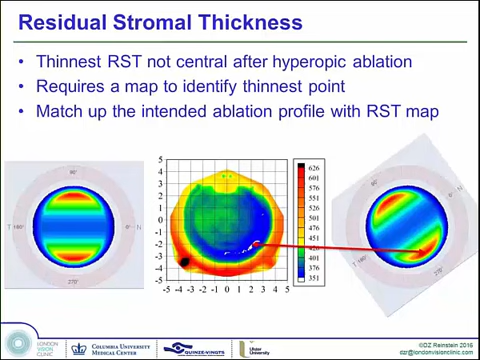 Residual Stromal Thickness
• Thinnest RST not central after hyperopic ablation
• Requires a map to identify thinnest point
• Match up the intended ablation profile with RST map
90°
T ±180°
0° N
270°
5
4
3
2
1
0
-1
-2
-3
-4
-5
-5 -4 -3 -2 -1 0 1 2 3 4 5
626
601
576
551
526
501
476
451
426
401
376
351
90°
N
0°
T ±180°
270°
LONDON
VISION
CLINIC
COLUMBIA UNIVERSITY
MEDICAL CENTER
QUINZE-VINGTS
Ulster
University
©DZ Reinstein 2016
dzr@londonvisionclinic.com